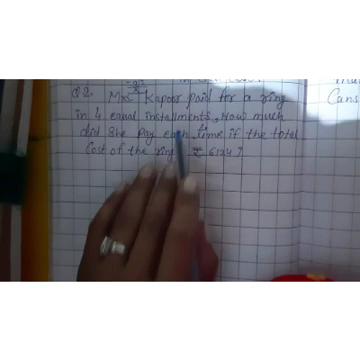 Q2. Mrs Kapoor paid for a ring
in 4 equal installments, How much
did She pay each time if the total
Cost of the ring ₹ 6124?
Cans